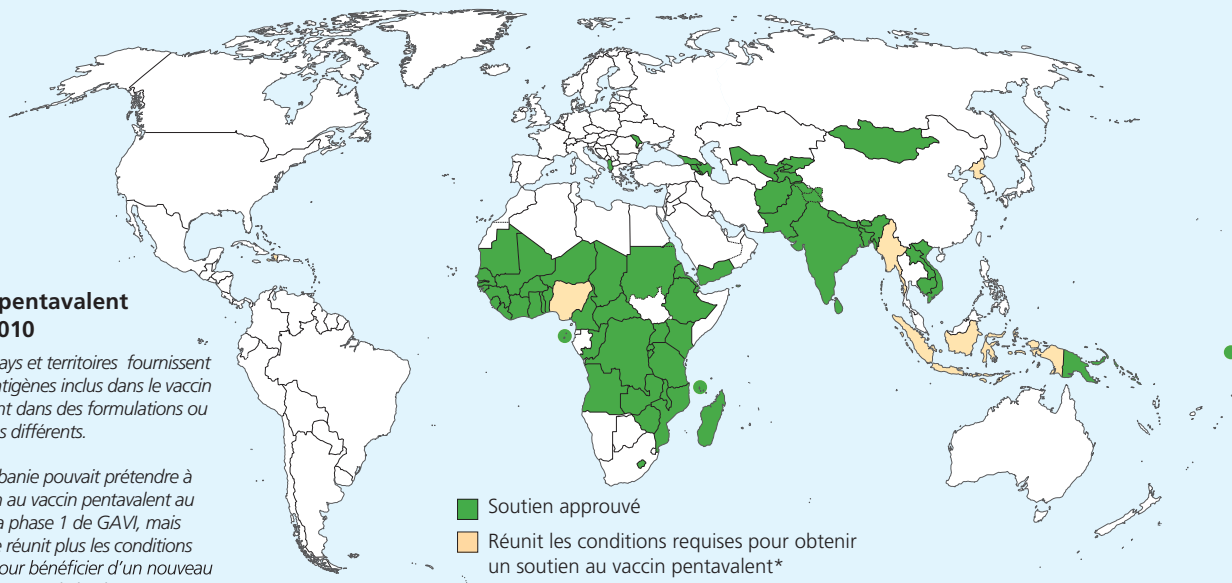 pentavalent
010
ays et territoires fournissent
tigènes inclus dans le vaccin
nt dans des formulations ou
s différents.
banie pouvait prétendre à
n au vaccin pentavalent au
a phase 1 de GAVI, mais
e réunit plus les conditions
our bénéficier d'un nouveau
Soutien approuvé
Réunit les conditions requises pour obtenir
un soutien au vaccin pentavalent*